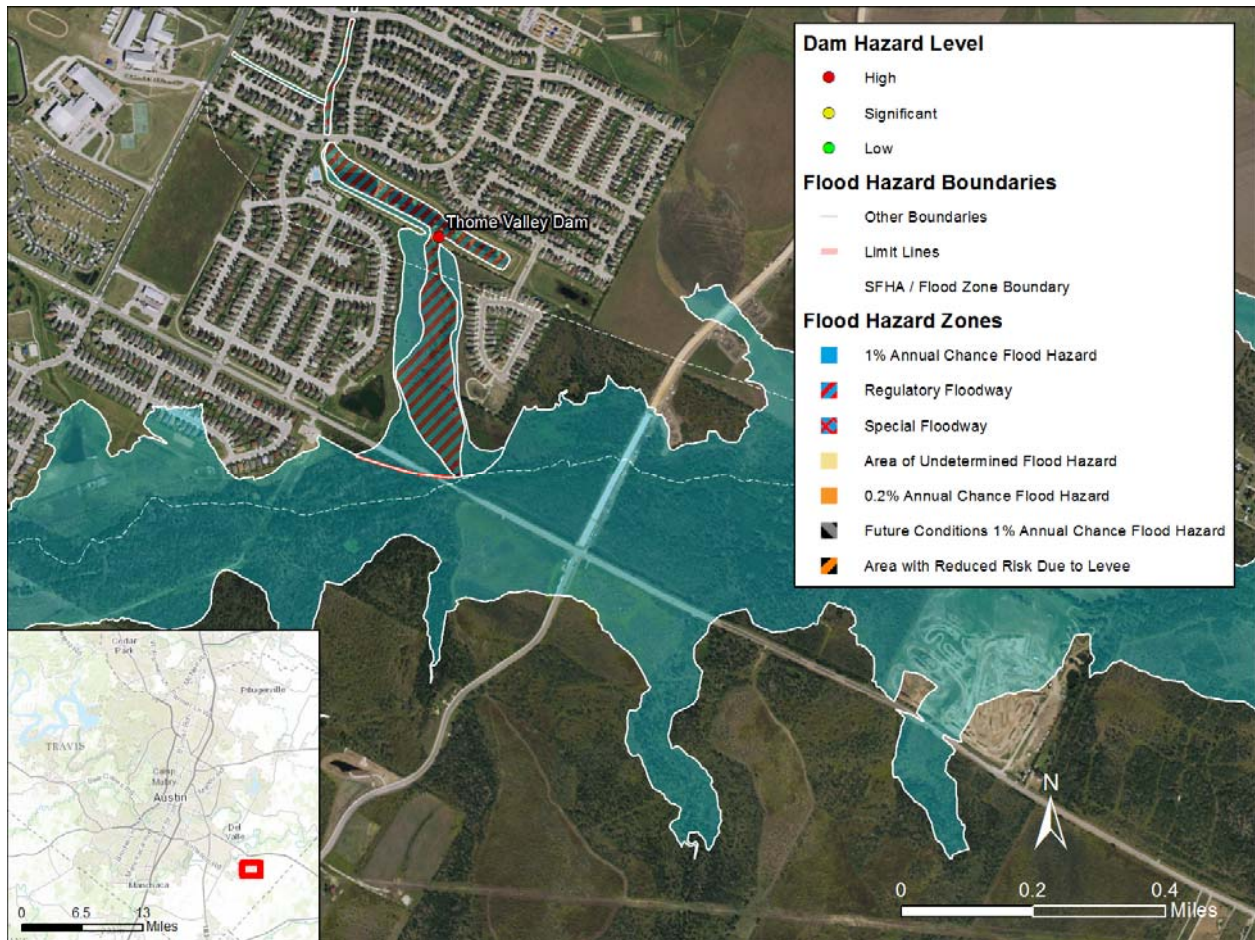 Dam Hazard Level
High
Significant
Low
Flood Hazard Boundaries
Other Boundaries
Limit Lines
SFHA / Flood Zone Boundary
Flood Hazard Zones
1% Annual Chance Flood Hazard
Regulatory Floodway
Special Floodway
Area of Undetermined Flood Hazard
0.2% Annual Chance Flood Hazard
Future Conditions 1% Annual Chance Flood Hazard
Area with Reduced Risk Due to Levee
Thome Valley Dam
Cedar
Park
Pflugerville
TRAVIS
Camp
Mabry
Austin
Del
Valle
Manchaca
0 6.5 13
Miles
N
0 0.2 0.4
Miles